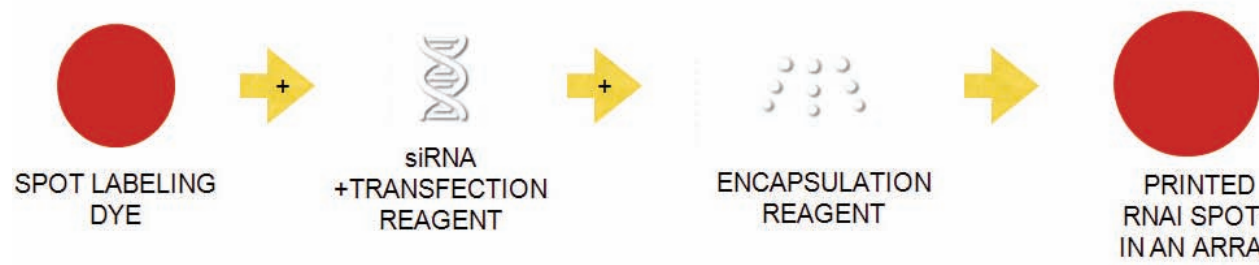 +
+
SPOT LABELING
DYE
siRNA
+TRANSFECTION
REAGENT
ENCAPSULATION
REAGENT
PRINTED
RNAI SPOT
IN AN ARRA